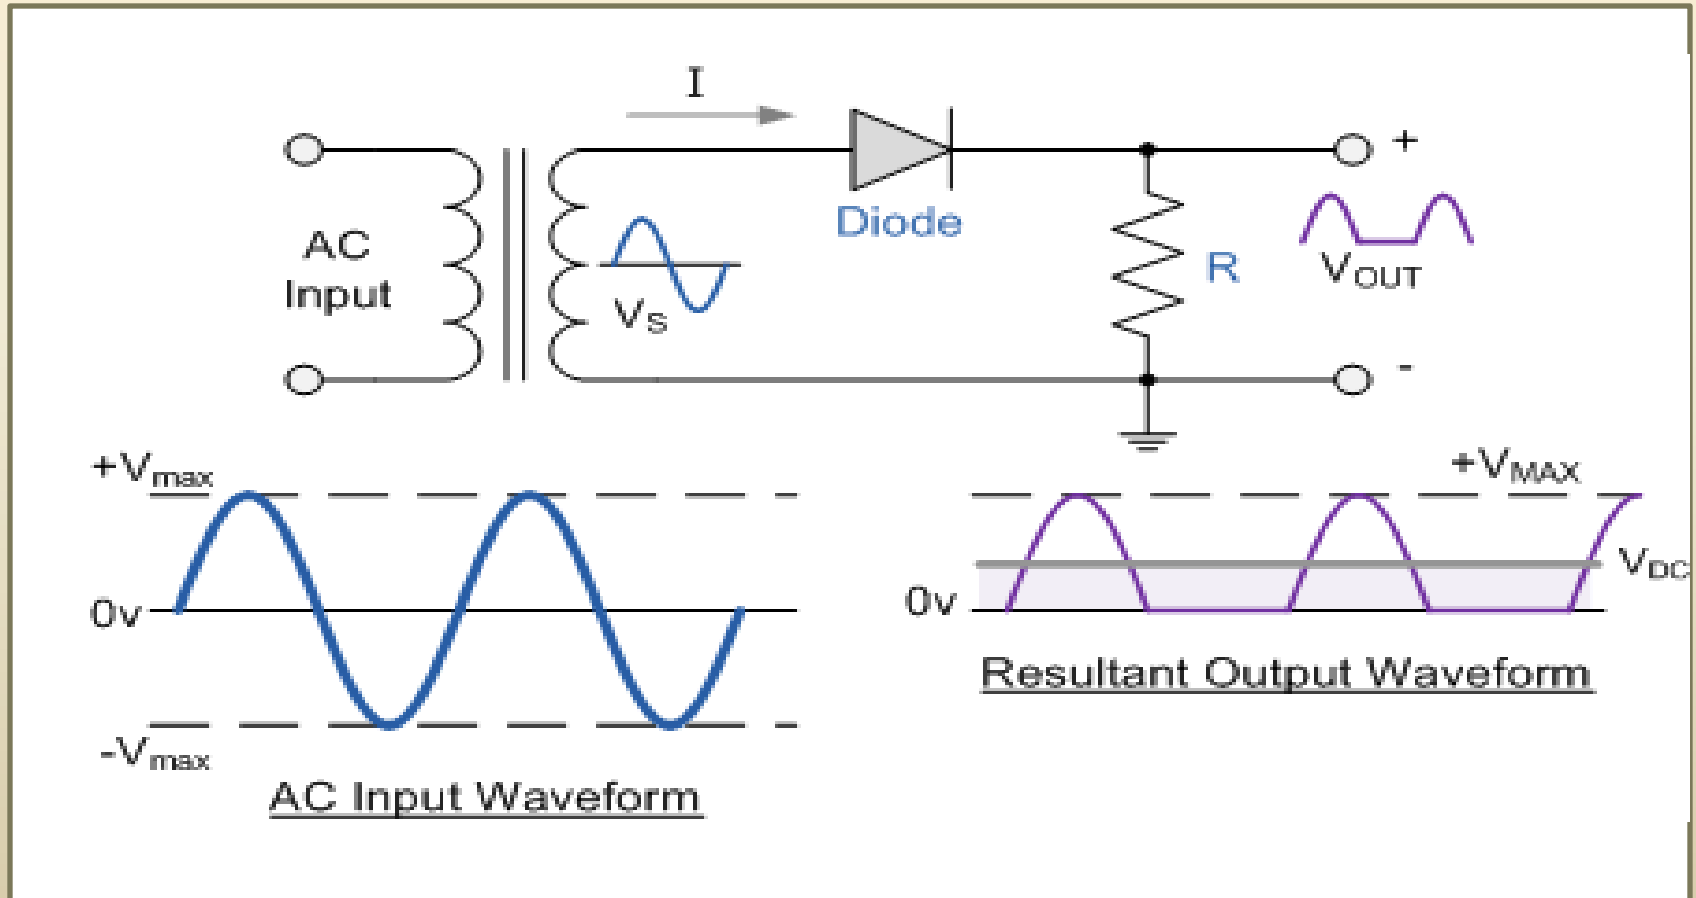 I
+
Diode
AC
Input
VS
R
VOUT
-
+Vmax
0v
-Vmax
AC Input Waveform
+VMAX
VDC
0v
Resultant Output Waveform